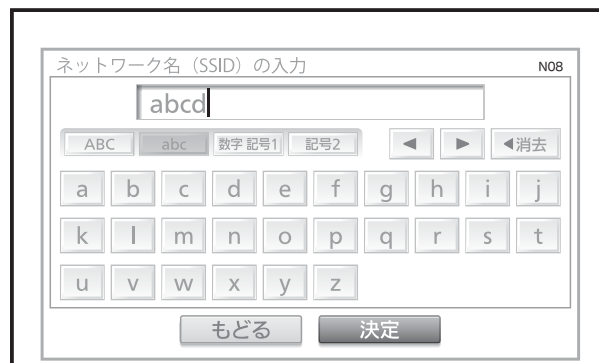 ネットワーク名（SSID）の入力 N08
abcd
ABC abc 数字 記号1 記号2 ◀ ▶ ◀消去
a b c d e f g h i j
k l m n o p q r s t
u v w x y z
もどる 決定